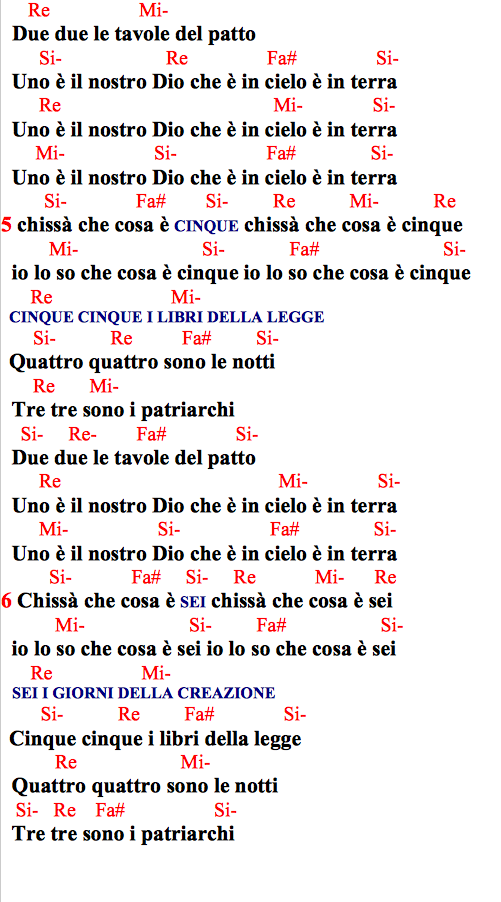 Re Mi-
Due due le tavole del patto
Si- Re Fa# Si-
Uno è il nostro Dio che è in cielo è in terra
Re Mi- Si-
Uno è il nostro Dio che è in cielo è in terra
Mi- Si- Fa# Si-
Uno è il nostro Dio che è in cielo è in terra
Si- Fa# Si- Re Mi- Re
5 chissà che cosa è CINQUE chissà che cosa è cinque
Mi- Si- Fa# Si-
io lo so che cosa è cinque io lo so che cosa è cinque
Re Mi-
CINQUE CINQUE I LIBRI DELLA LEGGE
Si- Re Fa# Si-
Quattro quattro sono le notti
Re Mi-
Tre tre sono i patriarchi
Si- Re- Fa# Si-
Due due le tavole del patto
Re Mi- Si-
Uno è il nostro Dio che è in cielo è in terra
Mi- Si- Fa# Si-
Uno è il nostro Dio che è in cielo è in terra
Si- Fa# Si- Re Mi- Re
6 Chissà che cosa è SEI chissà che cosa è sei
Mi- Si- Fa# Si-
io lo so che cosa è sei io lo so che cosa è sei
Re Mi-
SEI I GIORNI DELLA CREAZIONE
Si- Re Fa# Si-
Cinque cinque i libri della legge
Re Mi-
Quattro quattro sono le notti
Si- Re Fa# Si-
Tre tre sono i patriarchi